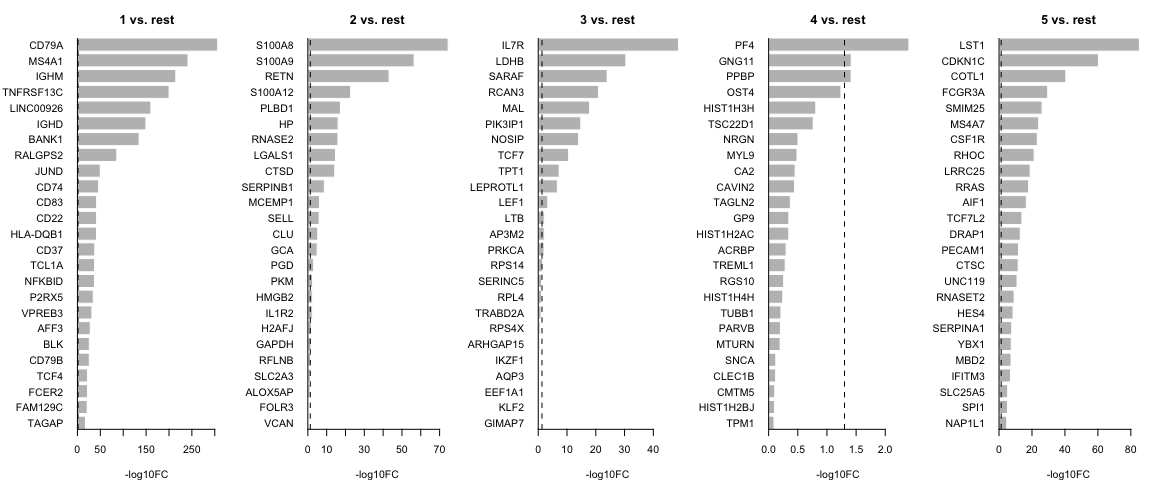 1 vs. rest
CD79A
MS4A1
IGHM
TNFRSF13C
LINC00926
IGHD
BANK1
RALGPS2
JUND
CD74
CD83
CD22
HLA-DQB1
CD37
TCL1A
NFKBID
P2RX5
VPREB3
AFF3
BLK
CD79B
TCF4
FCER2
FAM129C
TAGAP
0 50 150 250
-log10FC
2 vs. rest
S100A8
S100A9
RETN
S100A12
PLBD1
HP
RNASE2
LGALS1
CTSD
SERPINB1
MCEMP1
SELL
CLU
GCA
PGD
PKM
HMGB2
IL1R2
H2AFJ
GAPDH
RFLNB
SLC2A3
ALOX5AP
FOLR3
VCAN
0 10 30 50 70
-log10FC
3 vs. rest
IL7R
LDHB
SARAF
RCAN3
MAL
PIK3IP1
NOSIP
TCF7
TPT1
LEPROTL1
LEF1
LTB
AP3M2
PRKCA
RPS14
SERINC5
RPL4
TRABD2A
RPS4X
ARHGAP15
IKZF1
AQP3
EEF1A1
KLF2
GIMAP7
0 10 20 30 40
-log10FC
4 vs. rest
PF4
GNG11
PPBP
OST4
HIST1H3H
TSC22D1
NRGN
MYL9
CA2
CAVIN2
TAGLN2
GP9
HIST1H2AC
ACRBP
TREML1
RGS10
HIST1H4H
TUBB1
PARVB
MTURN
SNCA
CLEC1B
CMTM5
HIST1H2BJ
TPM1
0.0 0.5 1.0 1.5 2.0
-log10FC
5 vs. rest
LST1
CDKN1C
COTL1
FCGR3A
SMIM25
MS4A7
CSF1R
RHOC
LRRC25
RRAS
AIF1
TCF7L2
DRAP1
PECAM1
CTSC
UNC119
RNASET2
HES4
SERPINA1
YBX1
MBD2
IFITM3
SLC25A5
SPI1
NAP1L1
0 20 40 60 80
-log10FC